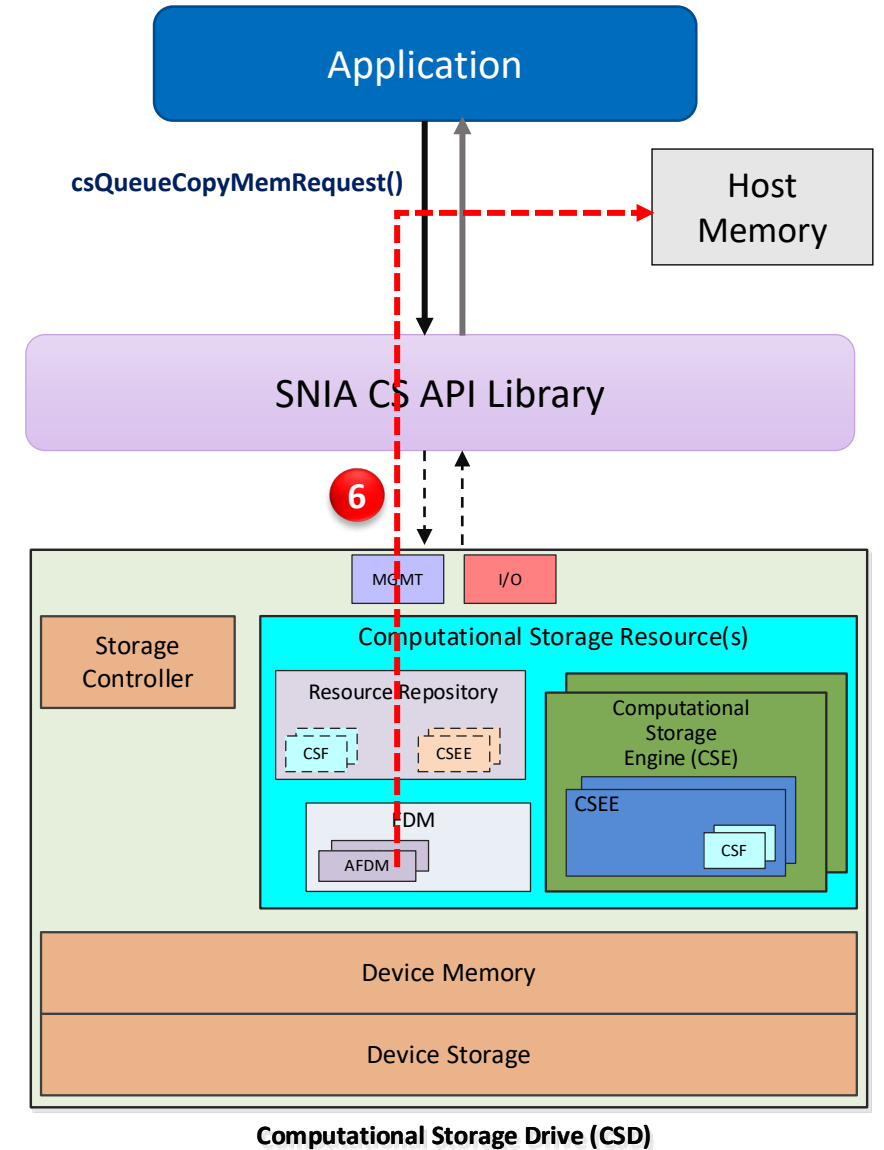 Application
csQueueCopyMemRequest()
Host
Memory
SNIA CS API Library
6
MGMT
I/O
Storage
Controller
Computational Storage Resource(s)
Resource Repository
CSF
CSEE
Computational
Storage
Engine (CSE)
CSEE
CSF
FDM
AFDM
Device Memory
Device Storage
Computational Storage Drive (CSD)